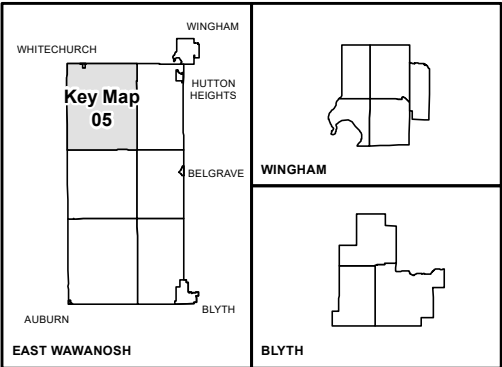 WINGHAM
WHITECHURCH
HUTTON
HEIGHTS
Key Map
05
BELGRAVE
BLYTH
AUBURN
EAST WAWANOSH
WINGHAM
BLYTH